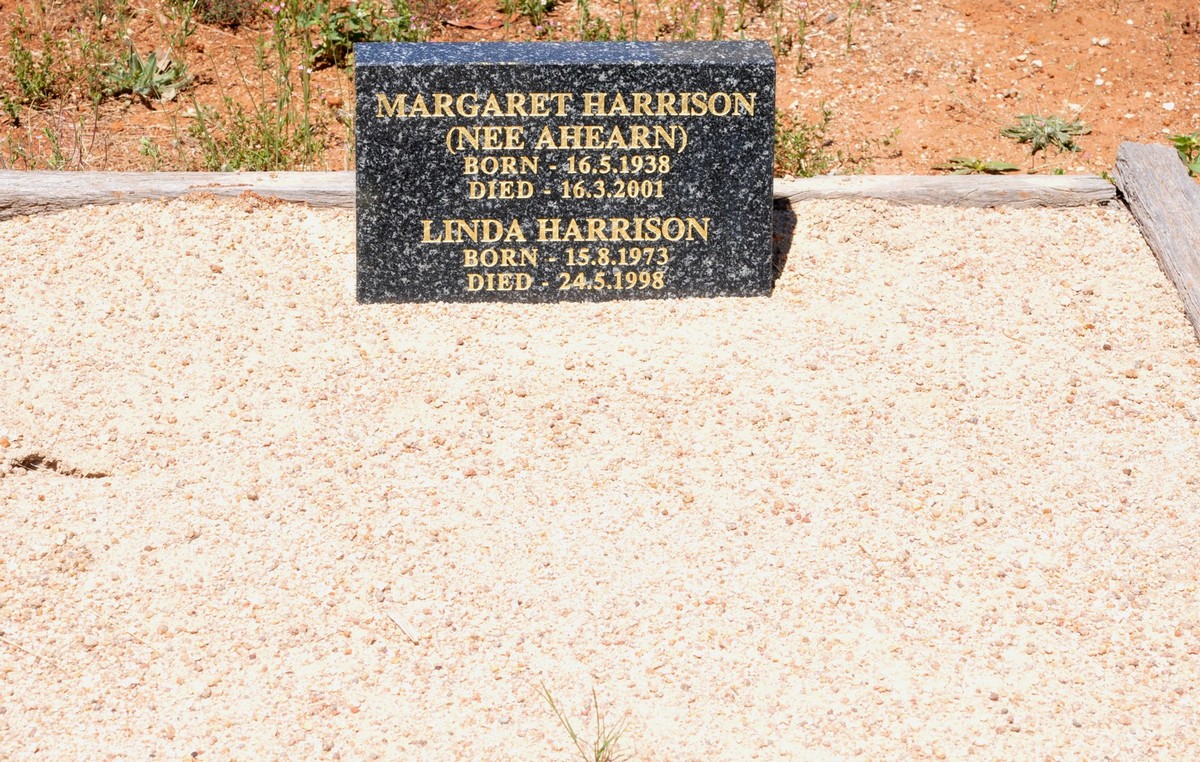 MARGARET HARRISON
(NEE AHEARN)
BORN - 16.5.1938
DIED - 16.3.2001
LINDA HARRISON
BORN - 15.8.1973
DIED - 24.5.1998